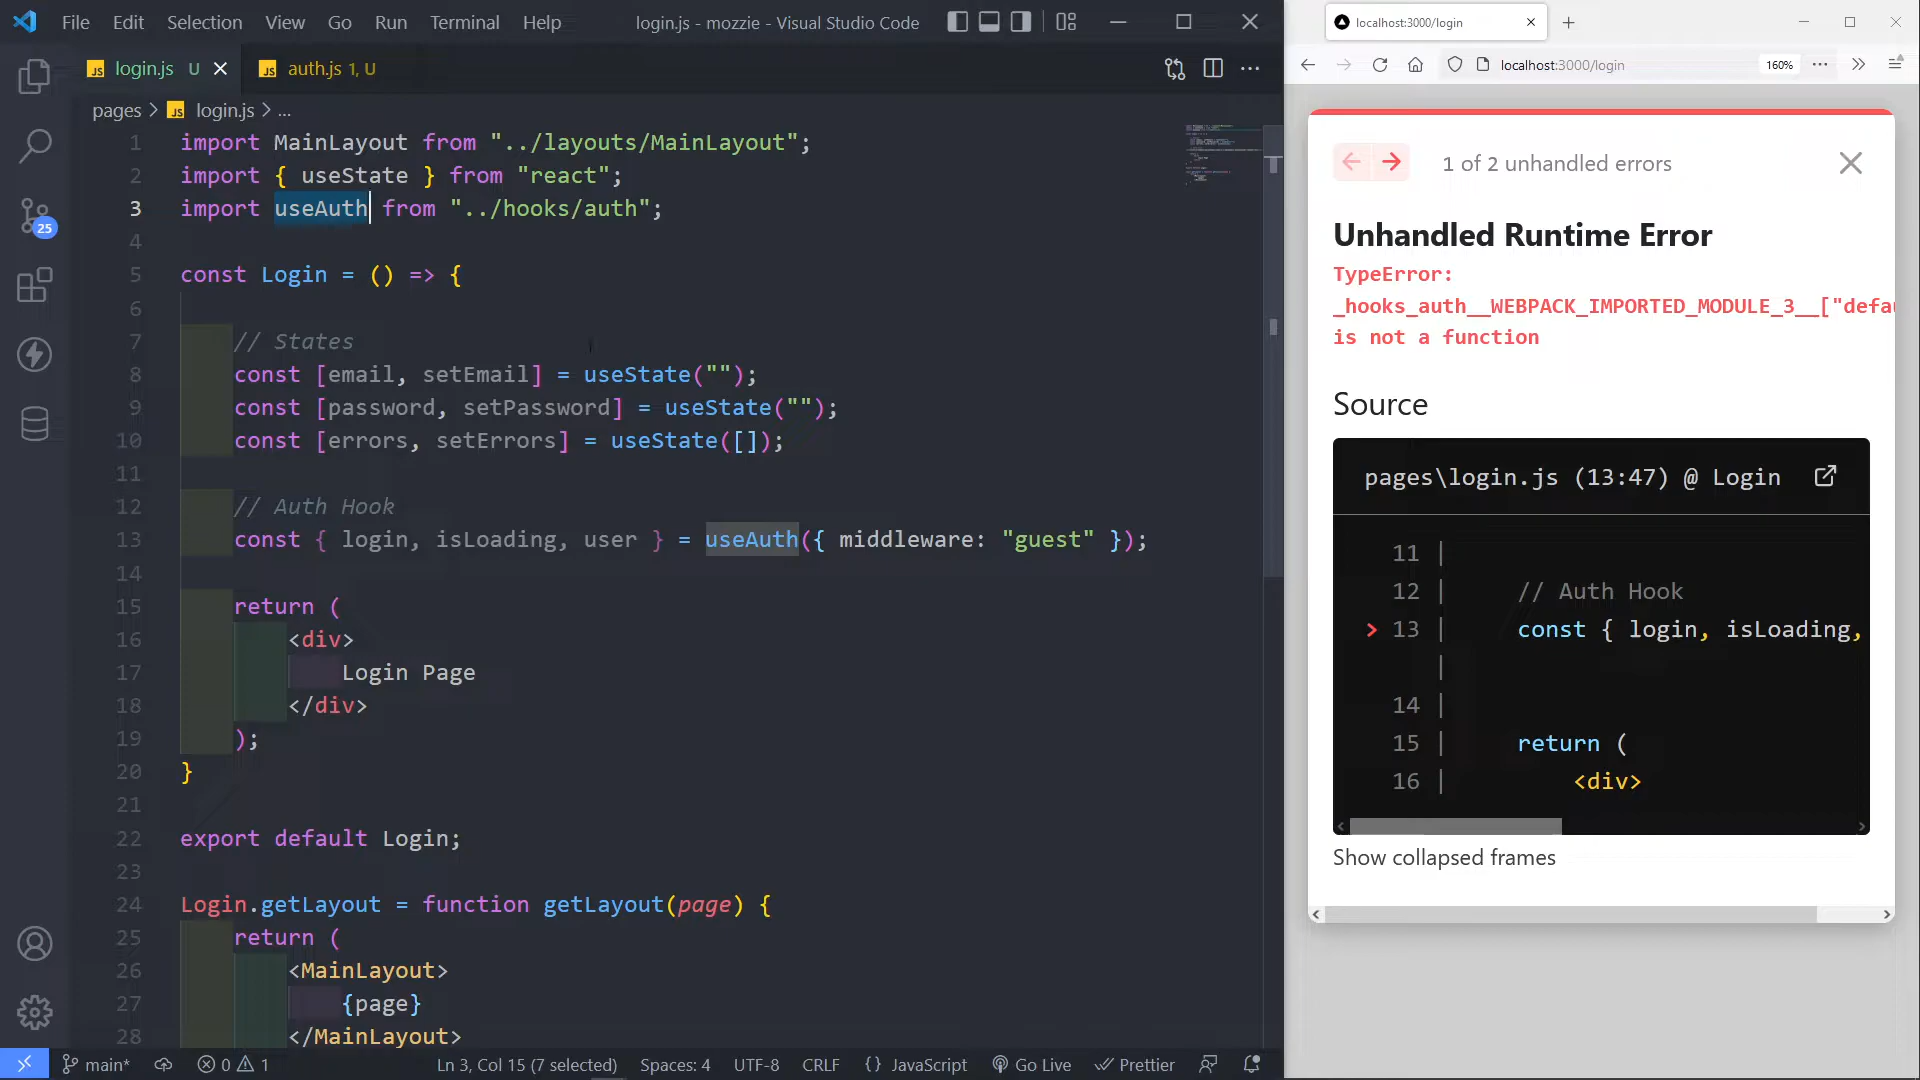 File Edit Selection View Go Run Terminal Help login.js - mozzie - Visual Studio Code
JS login.js U JS auth.js 1, U
pages > JS login.js > ...
1 import MainLayout from "../layouts/MainLayout";
2 import { useState } from "react";
3 import useAuth from "../hooks/auth";
4
5 const Login = () => {
6
7 // States
8 const [email, setEmail] = useState("");
9 const [password, setPassword] = useState("");
10 const [errors, setErrors] = useState([]);
11
12 // Auth Hook
13 const { login, isLoading, user } = useAuth({ middleware: "guest" });
14
15 return (
16 <div>
17 Login Page
18 </div>
19 );
20 }
21
22 export default Login;
23
24 Login.getLayout = function getLayout(page) {
25 return (
26 <MainLayout>
27 {page}
28 </MainLayout>
25
main* 0 1 Ln 3, Col 15 (7 selected) Spaces: 4 UTF-8 CRLF {} JavaScript Go Live Prettier
localhost:3000/login
localhost:3000/login 160%
1 of 2 unhandled errors
Unhandled Runtime Error
TypeError:
_hooks_auth__WEBPACK_IMPORTED_MODULE_3__["defau
is not a function
Source
pages\login.js (13:47) @ Login
11 |
12 | // Auth Hook
> 13 | const { login, isLoading,
|
14 |
15 | return (
16 | <div>
Show collapsed frames